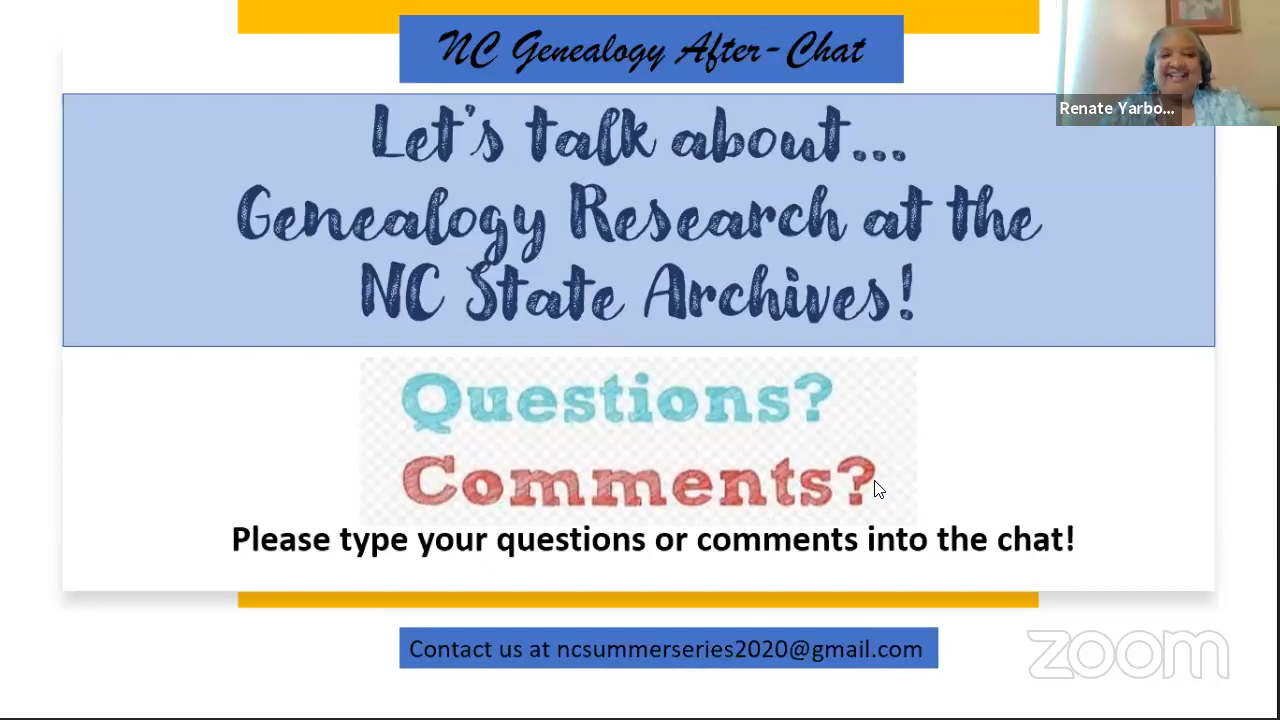 NC Genealogy After-Chat
Renate Yarbo...
Let's talk about...
Genealogy Research at the
NC State Archives!
Questions?
Comments?
Please type your questions or comments into the chat!
Contact us at ncsummerseries2020@gmail.com
zoom